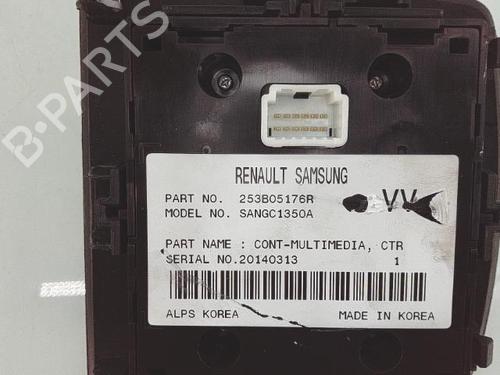 B-PARTS
RENAULT SAMSUNG
PART NO. 253B05176R
MODEL NO. SANGC1350A
VV
PART NAME : CONT-MULTIMEDIA, CTR
SERIAL NO.20140313 1
ALPS KOREA MADE IN KOREA